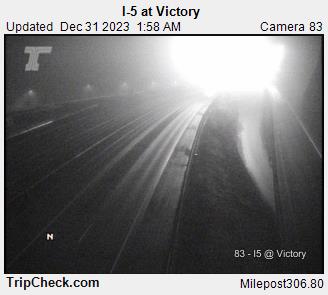 I-5 at Victory
Updated Dec 31 2023 1:58 AM Camera 83
T
N
83 - I5 @ Victory
TripCheck.com Milepost306.80